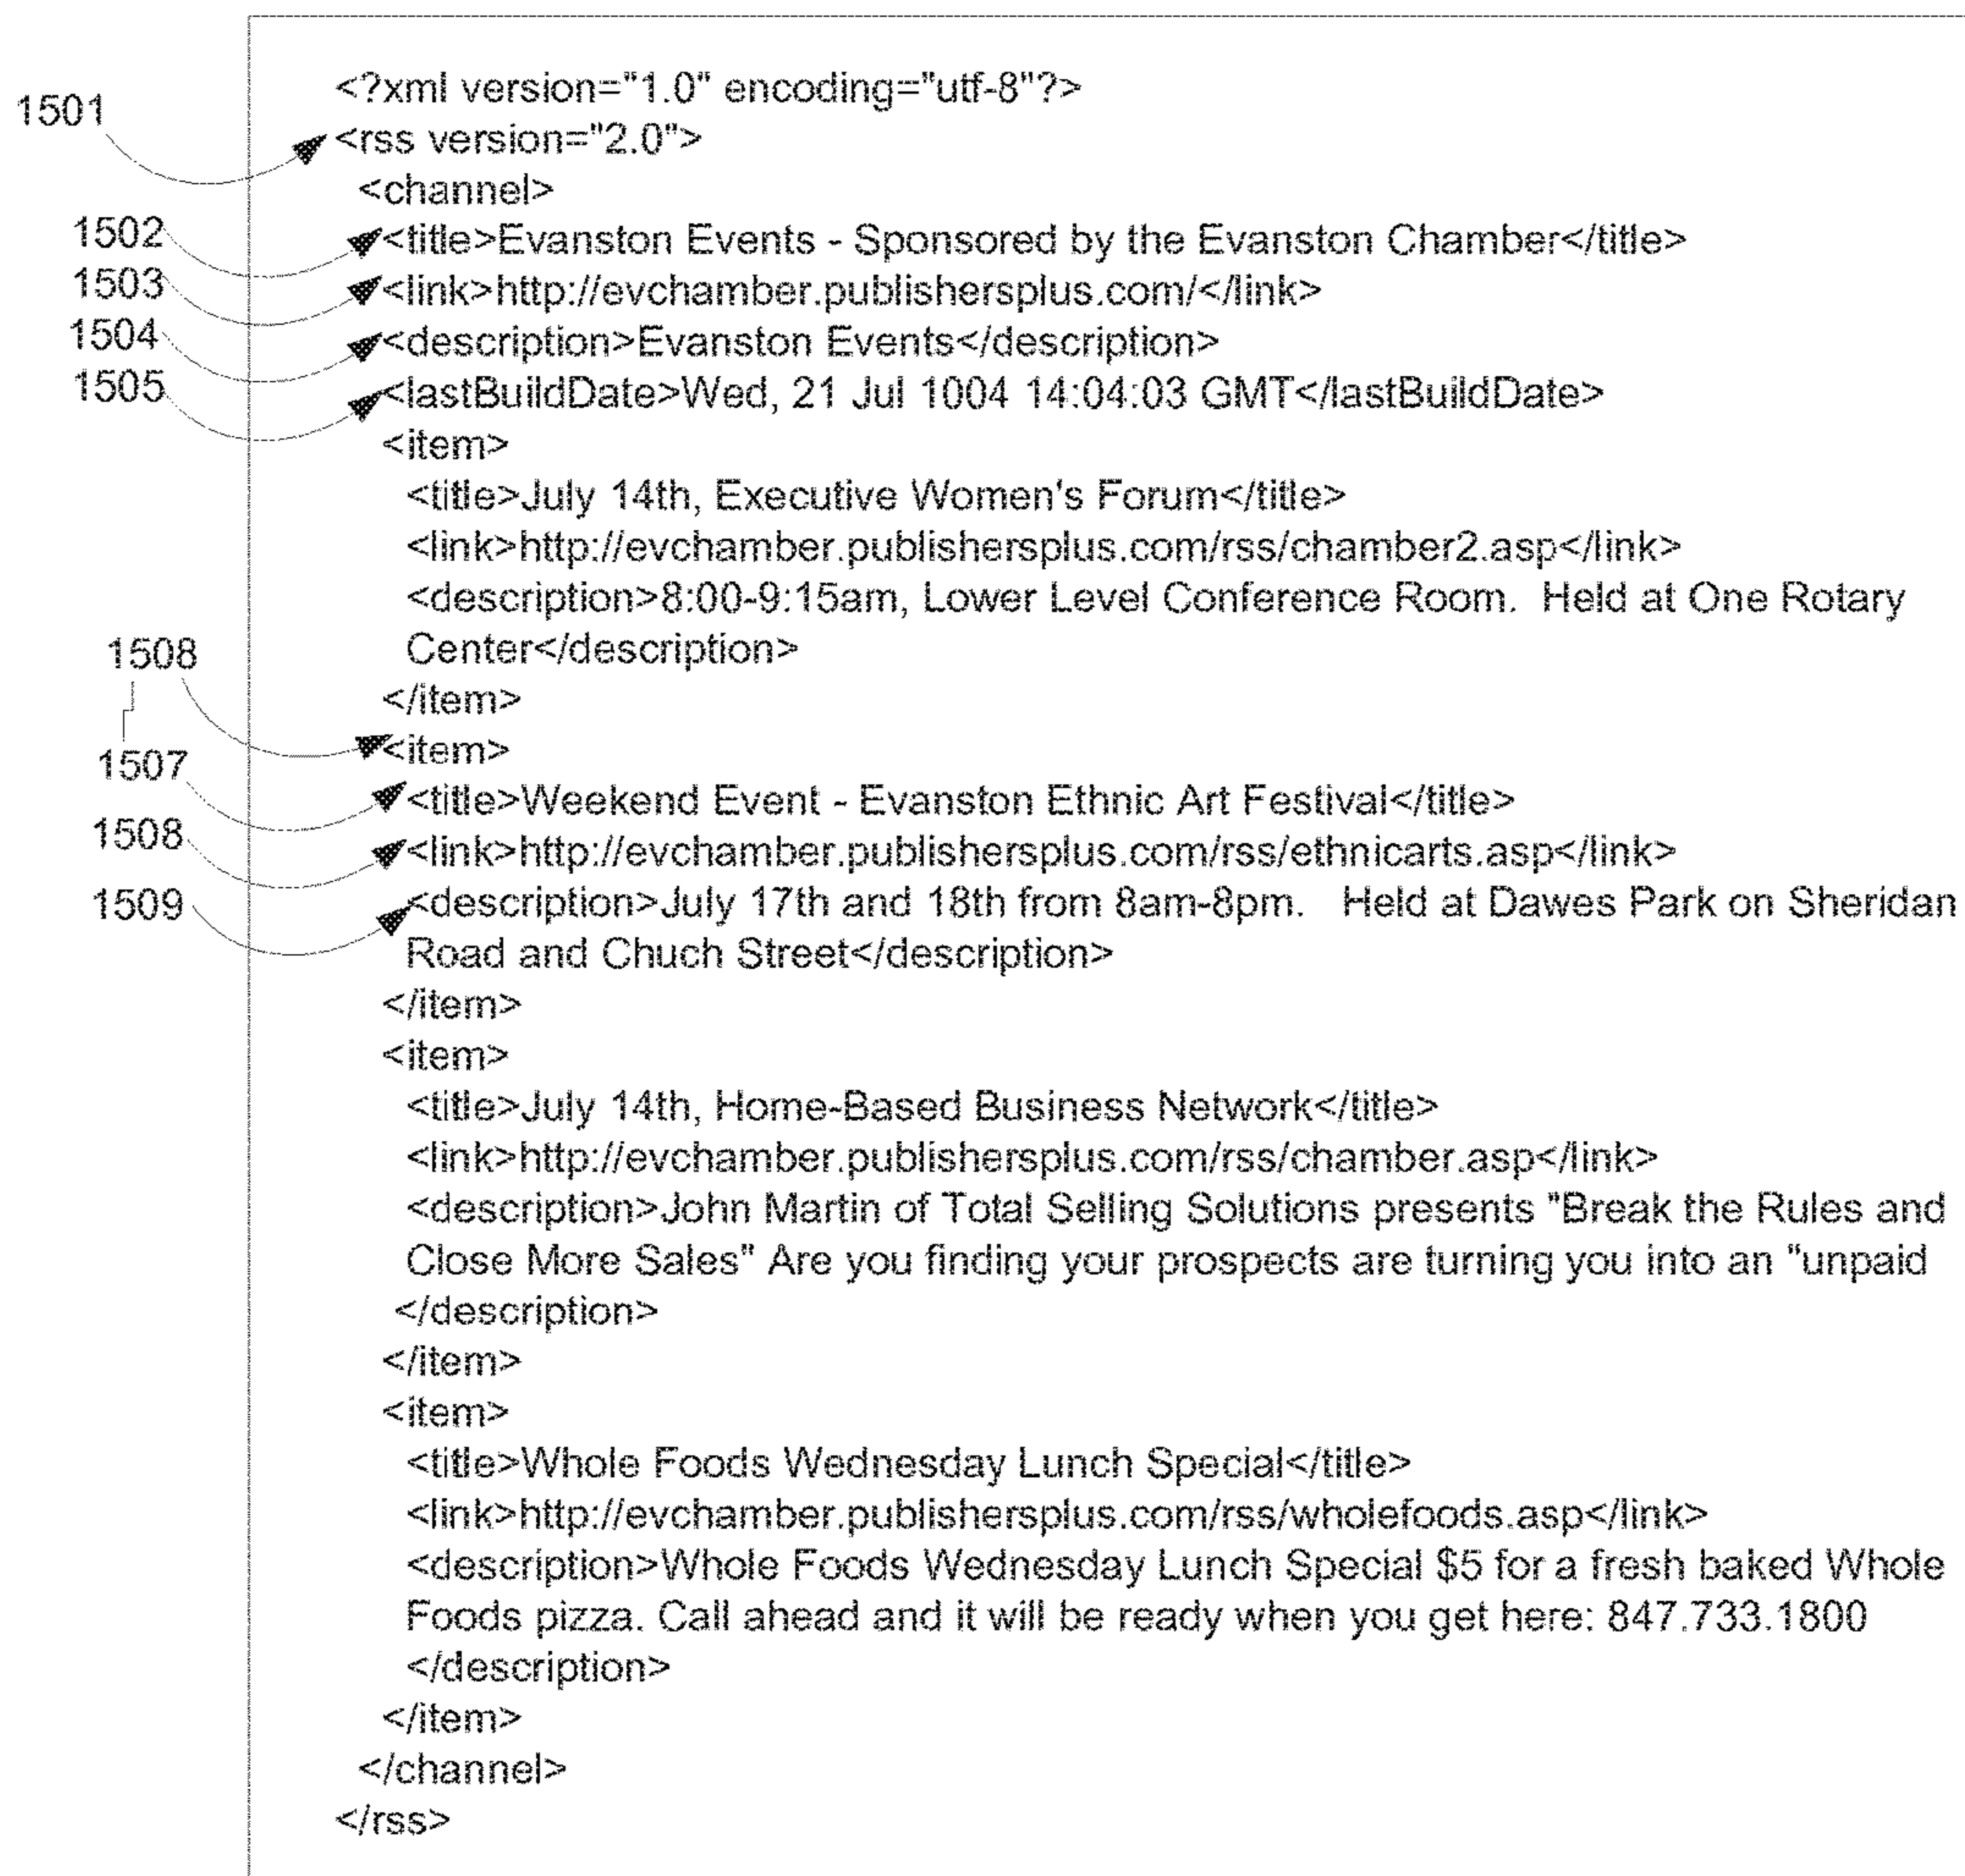 <?xml version="1.0" encoding="utf-8"?>
1501
<rss version="2.0">
<channel>
1502
<title>Evanston Events - Sponsored by the Evanston Chamber</title>
1503
<link>http://evchamber.publishersplus.com/</link>
1504
<description>Evanston Events</description>
1505
<lastBuildDate>Wed, 21 Jul 1004 14:04:03 GMT</lastBuildDate>
<item>
<title>July 14th, Executive Women's Forum</title>
<link>http://evchamber.publishersplus.com/rss/chamber2.asp</link>
<description>8:00-9:15am, Lower Level Conference Room.  Held at One Rotary
Center</description>
1508
</item>
<item>
1507
<title>Weekend Event - Evanston Ethnic Art Festival</title>
1508
<link>http://evchamber.publishersplus.com/rss/ethnicarts.asp</link>
1509
<description>July 17th and 18th from 8am-8pm.   Held at Dawes Park on Sheridan
Road and Chuch Street</description>
</item>
<item>
<title>July 14th, Home-Based Business Network</title>
<link>http://evchamber.publishersplus.com/rss/chamber.asp</link>
<description>John Martin of Total Selling Solutions presents "Break the Rules and
Close More Sales" Are you finding your prospects are turning you into an "unpaid
</description>
</item>
<item>
<title>Whole Foods Wednesday Lunch Special</title>
<link>http://evchamber.publishersplus.com/rss/wholefoods.asp</link>
<description>Whole Foods Wednesday Lunch Special $5 for a fresh baked Whole
Foods pizza. Call ahead and it will be ready when you get here: 847.733.1800
</description>
</item>
</channel>
</rss>